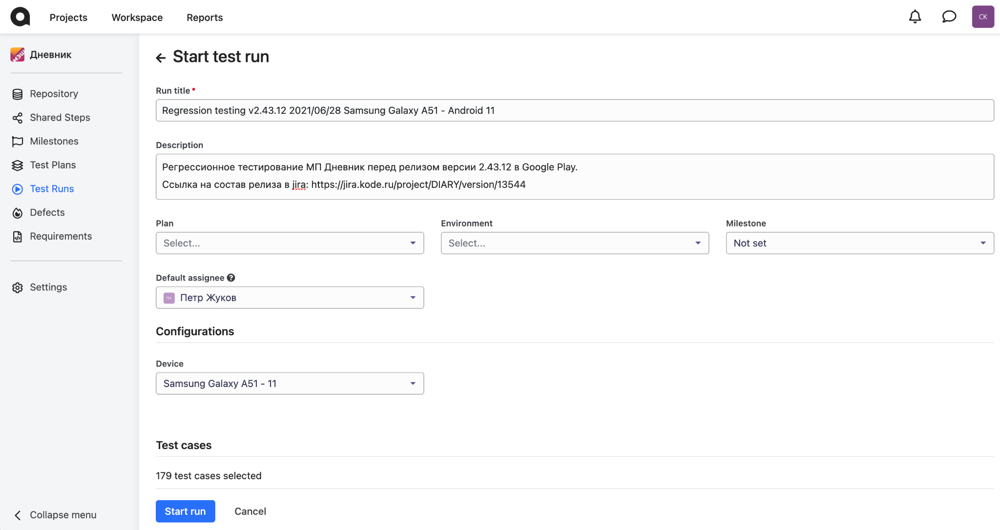 Projects
Workspace
Reports
СК
МЭШ
Дневник
Repository
Shared Steps
Milestones
Test Plans
Test Runs
Defects
Requirements
Settings
Collapse menu
Start test run
Run title*
Regression testing v2.43.12 2021/06/28 Samsung Galaxy A51 - Android 11
Description
Регрессионное тестирование МП Дневник перед релизом версии 2.43.12 в Google Play.
Ссылка на состав релиза в jira: https://jira.kode.ru/project/DIARY/version/13544
Plan
Environment
Milestone
Select...
Select...
Not set
Default assignee ?
ПЖ
Петр Жуков
Configurations
Device
Samsung Galaxy A51 - 11
Test cases
179 test cases selected
Start run
Cancel